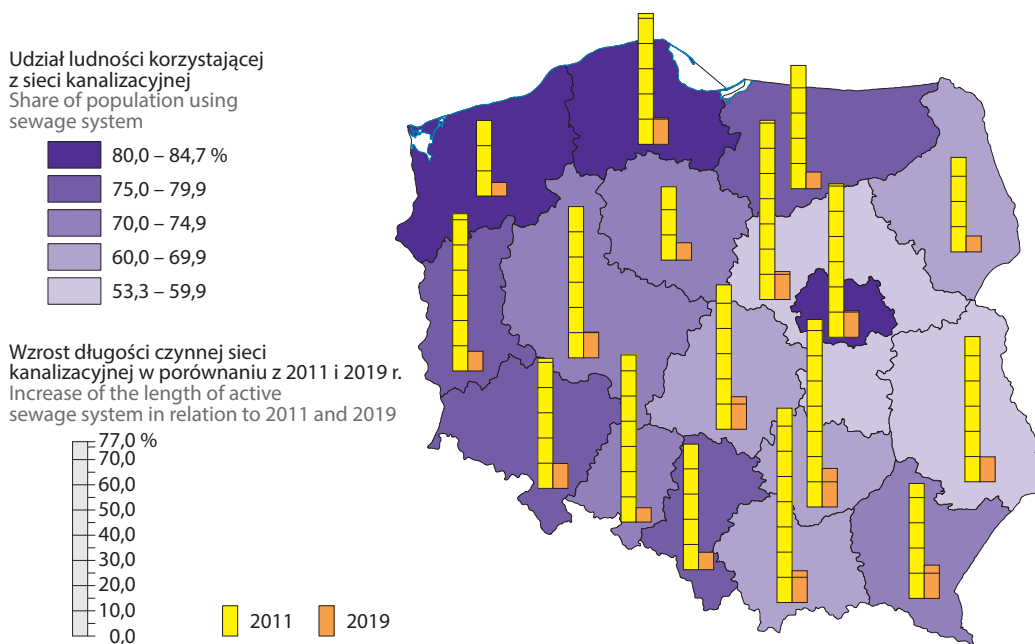 Udział ludności korzystającej
z sieci kanalizacyjnej
Share of population using
sewage system
80,0 – 84,7 %
75,0 – 79,9
70,0 – 74,9
60,0 – 69,9
53,3 – 59,9
Wzrost długości czynnej sieci
kanalizacyjnej w porównaniu z 2011 i 2019 r.
Increase of the length of active
sewage system in relation to 2011 and 2019
77,0 %
70,0
60,0
50,0
40,0
30,0
20,0
10,0
0,0
2011 2019